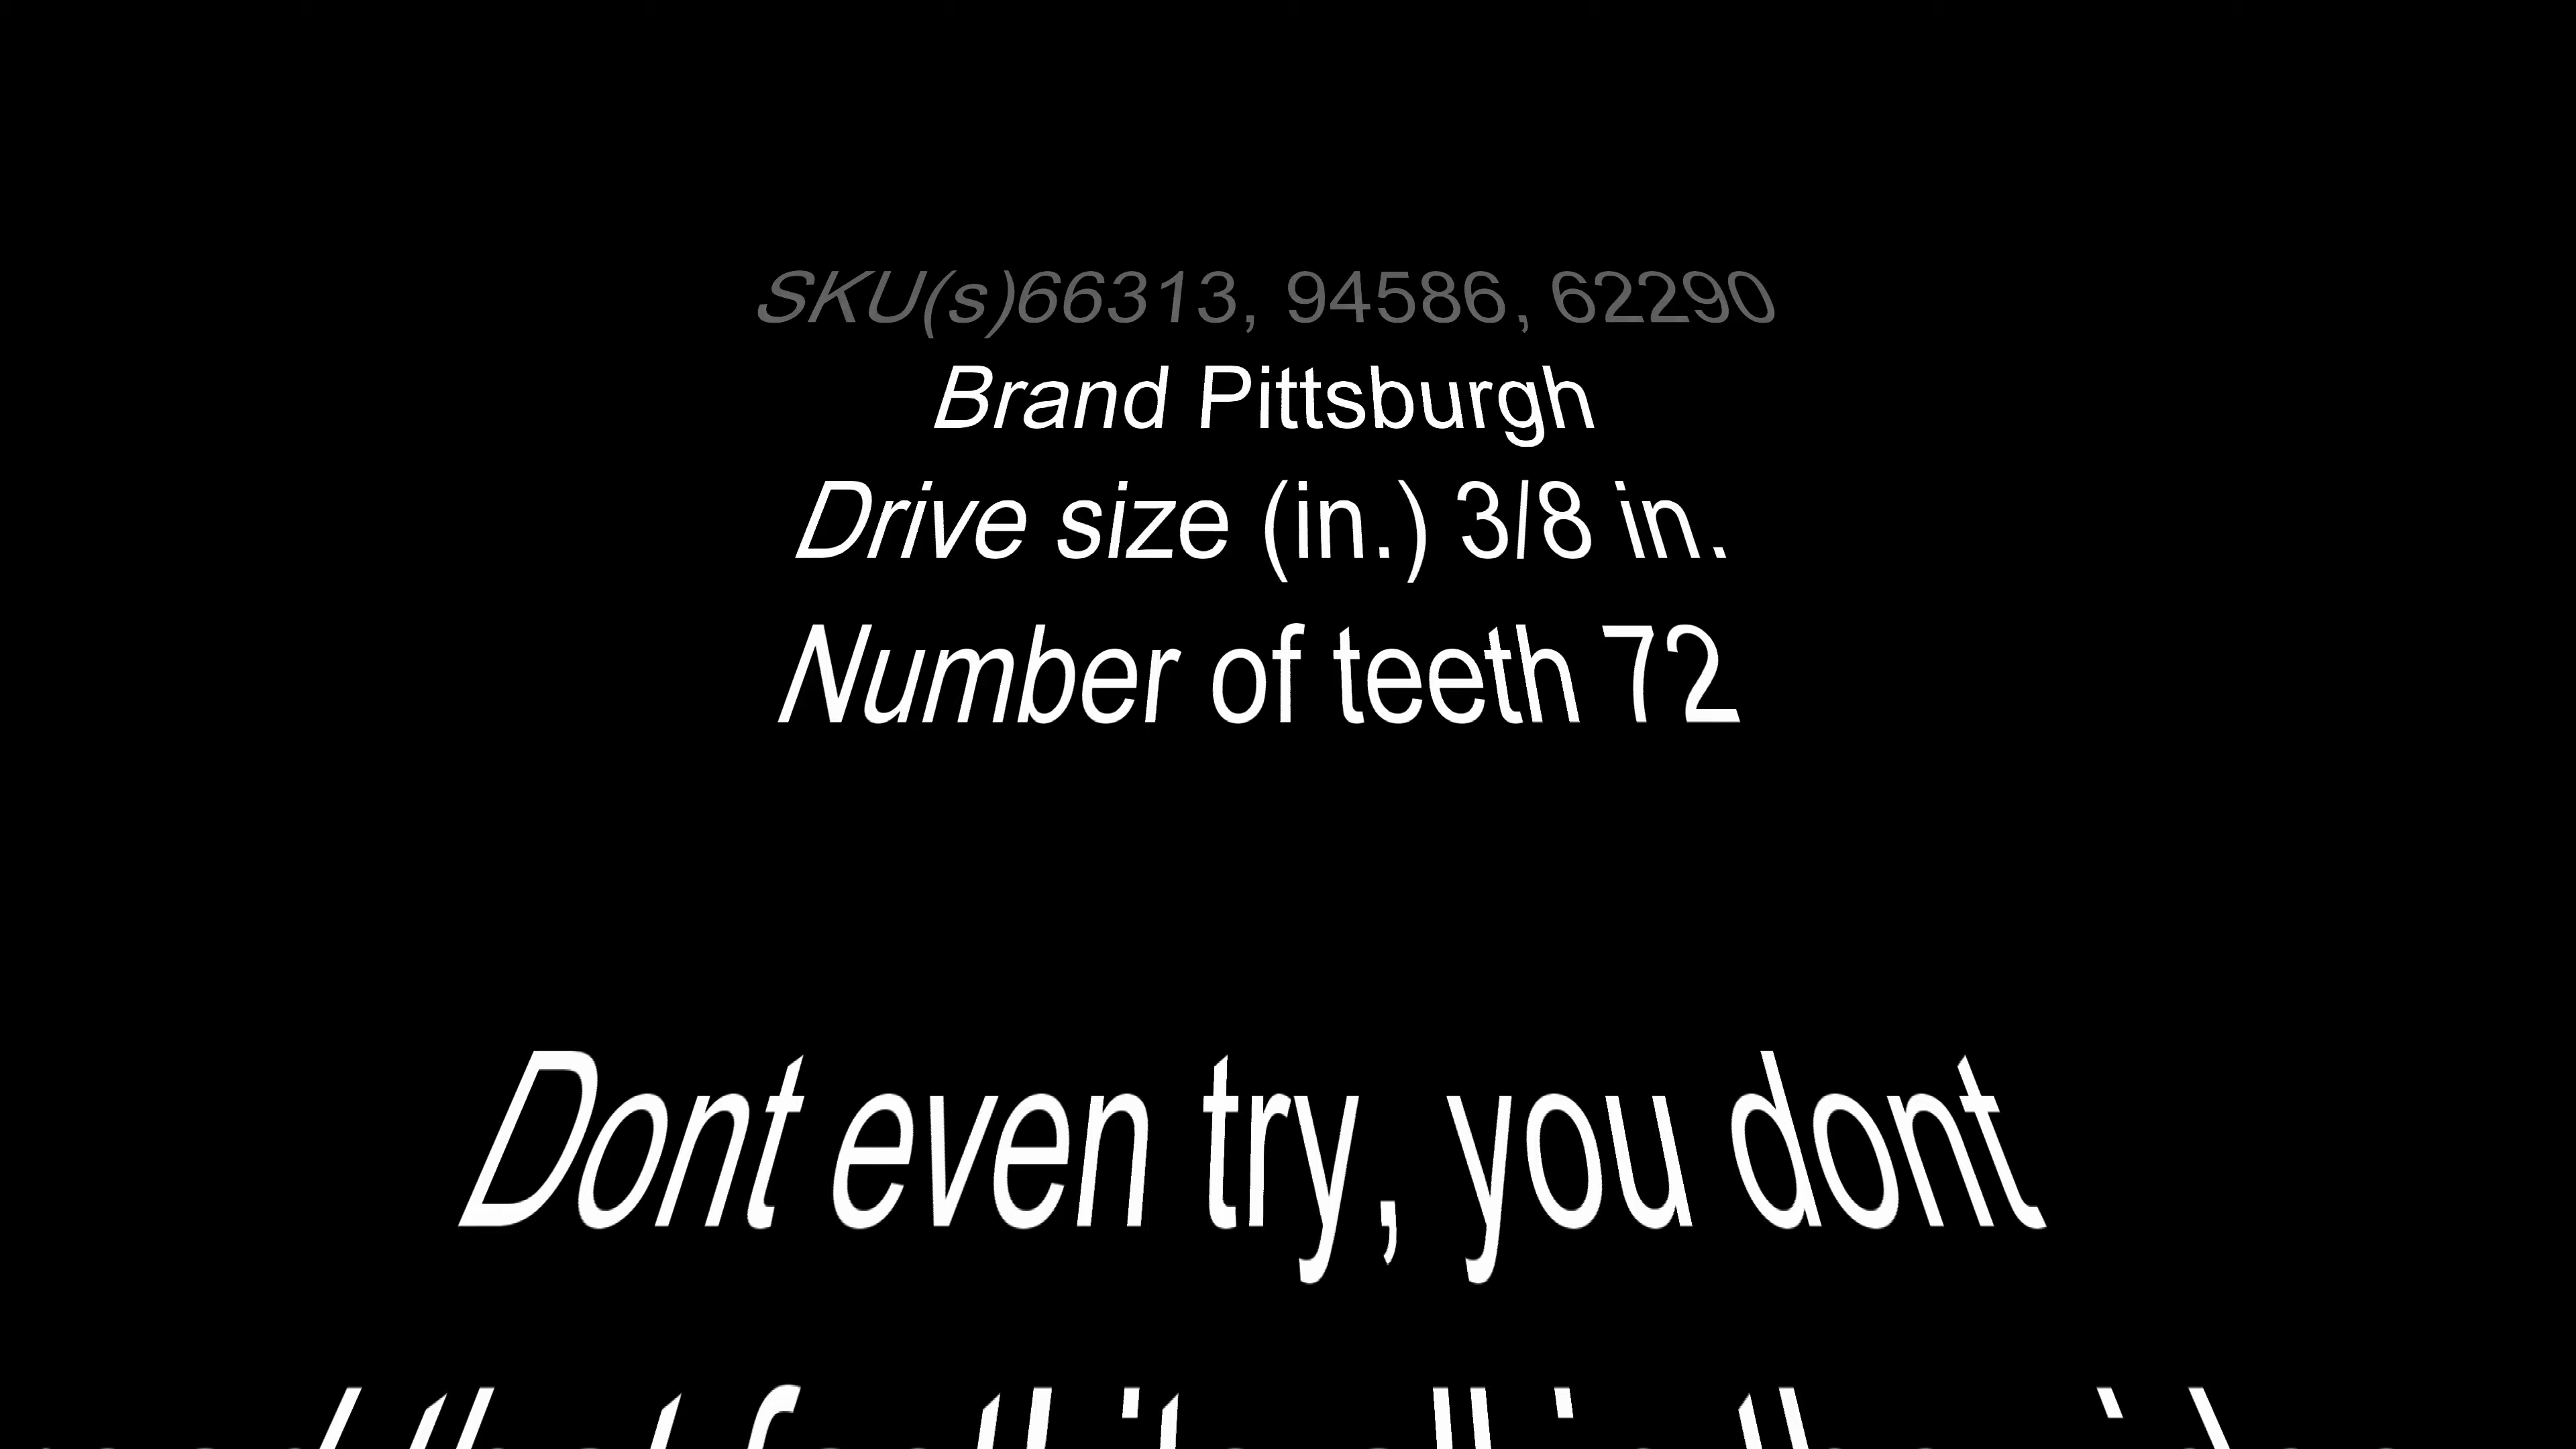 SKU(s)66313, 94586, 62290
Brand Pittsburgh
Drive size (in.) 3/8 in.
Number of teeth 72
Dont even try, you dont